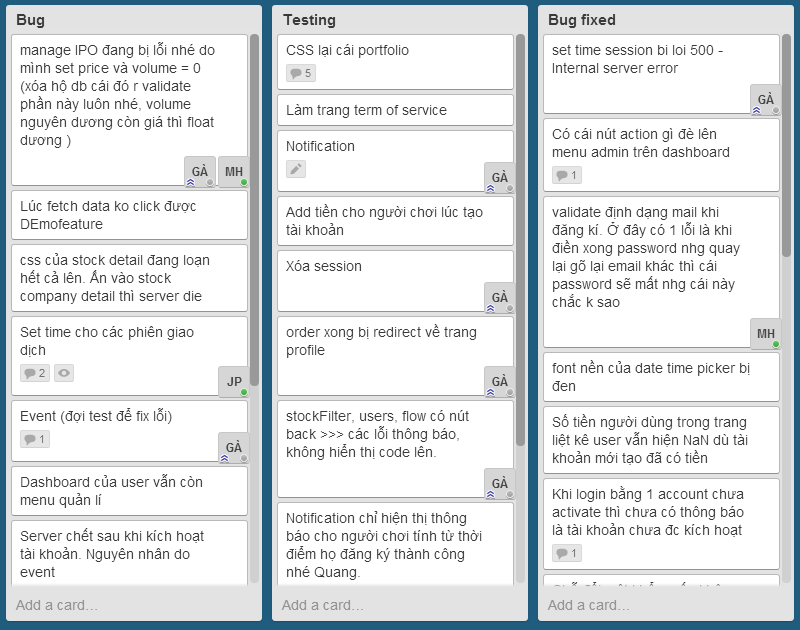 Bug
manage IPO đang bị lỗi nhé do
mình set price và volume = 0
(xóa hộ db cái đó r validate
phần này luôn nhé, volume
nguyên dương còn giá thì float
dương )
GẢ
MH
Lúc fetch data ko click được
DEmofeature
css của stock detail đang loạn
hết cả lên. Ấn vào stock
company detail thì server die
Set time cho các phiên giao
dịch
2
JP
Event (đợi test để fix lỗi)
1
GẢ
Dashboard của user vẫn còn
menu quản lí
Server chết sau khi kích hoạt
tài khoản. Nguyên nhân do
event
Add a card...
Testing
CSS lại cái portfolio
5
Làm trang term of service
Notification
GẢ
Add tiền cho người chơi lúc tạo
tài khoản
Xóa session
GẢ
order xong bị redirect về trang
profile
GẢ
stockFilter, users, flow có nút
back >>> các lỗi thông báo,
không hiển thị code lên.
GẢ
Notification chỉ hiện thị thông
báo cho người chơi tính từ thời
điểm họ đăng ký thành công
nhé Quang.
Add a card...
Bug fixed
set time session bi loi 500 -
Internal server error
GẢ
Có cái nút action gì đè lên
menu admin trên dashboard
1
validate định dạng mail khi
đăng kí. Ở đây có 1 lỗi là khi
điền xong password nhg quay
lại gõ lại email khác thì cái
password sẽ mất nhg cái này
chắc k sao
MH
font nền của date time picker bị
đen
Số tiền người dùng trong trang
liệt kê user vẫn hiện NaN dù tài
khoản mới tạo đã có tiền
Khi login bằng 1 account chưa
activate thì chưa có thông báo
là tài khoản chưa đc kích hoạt
1
Add a card...